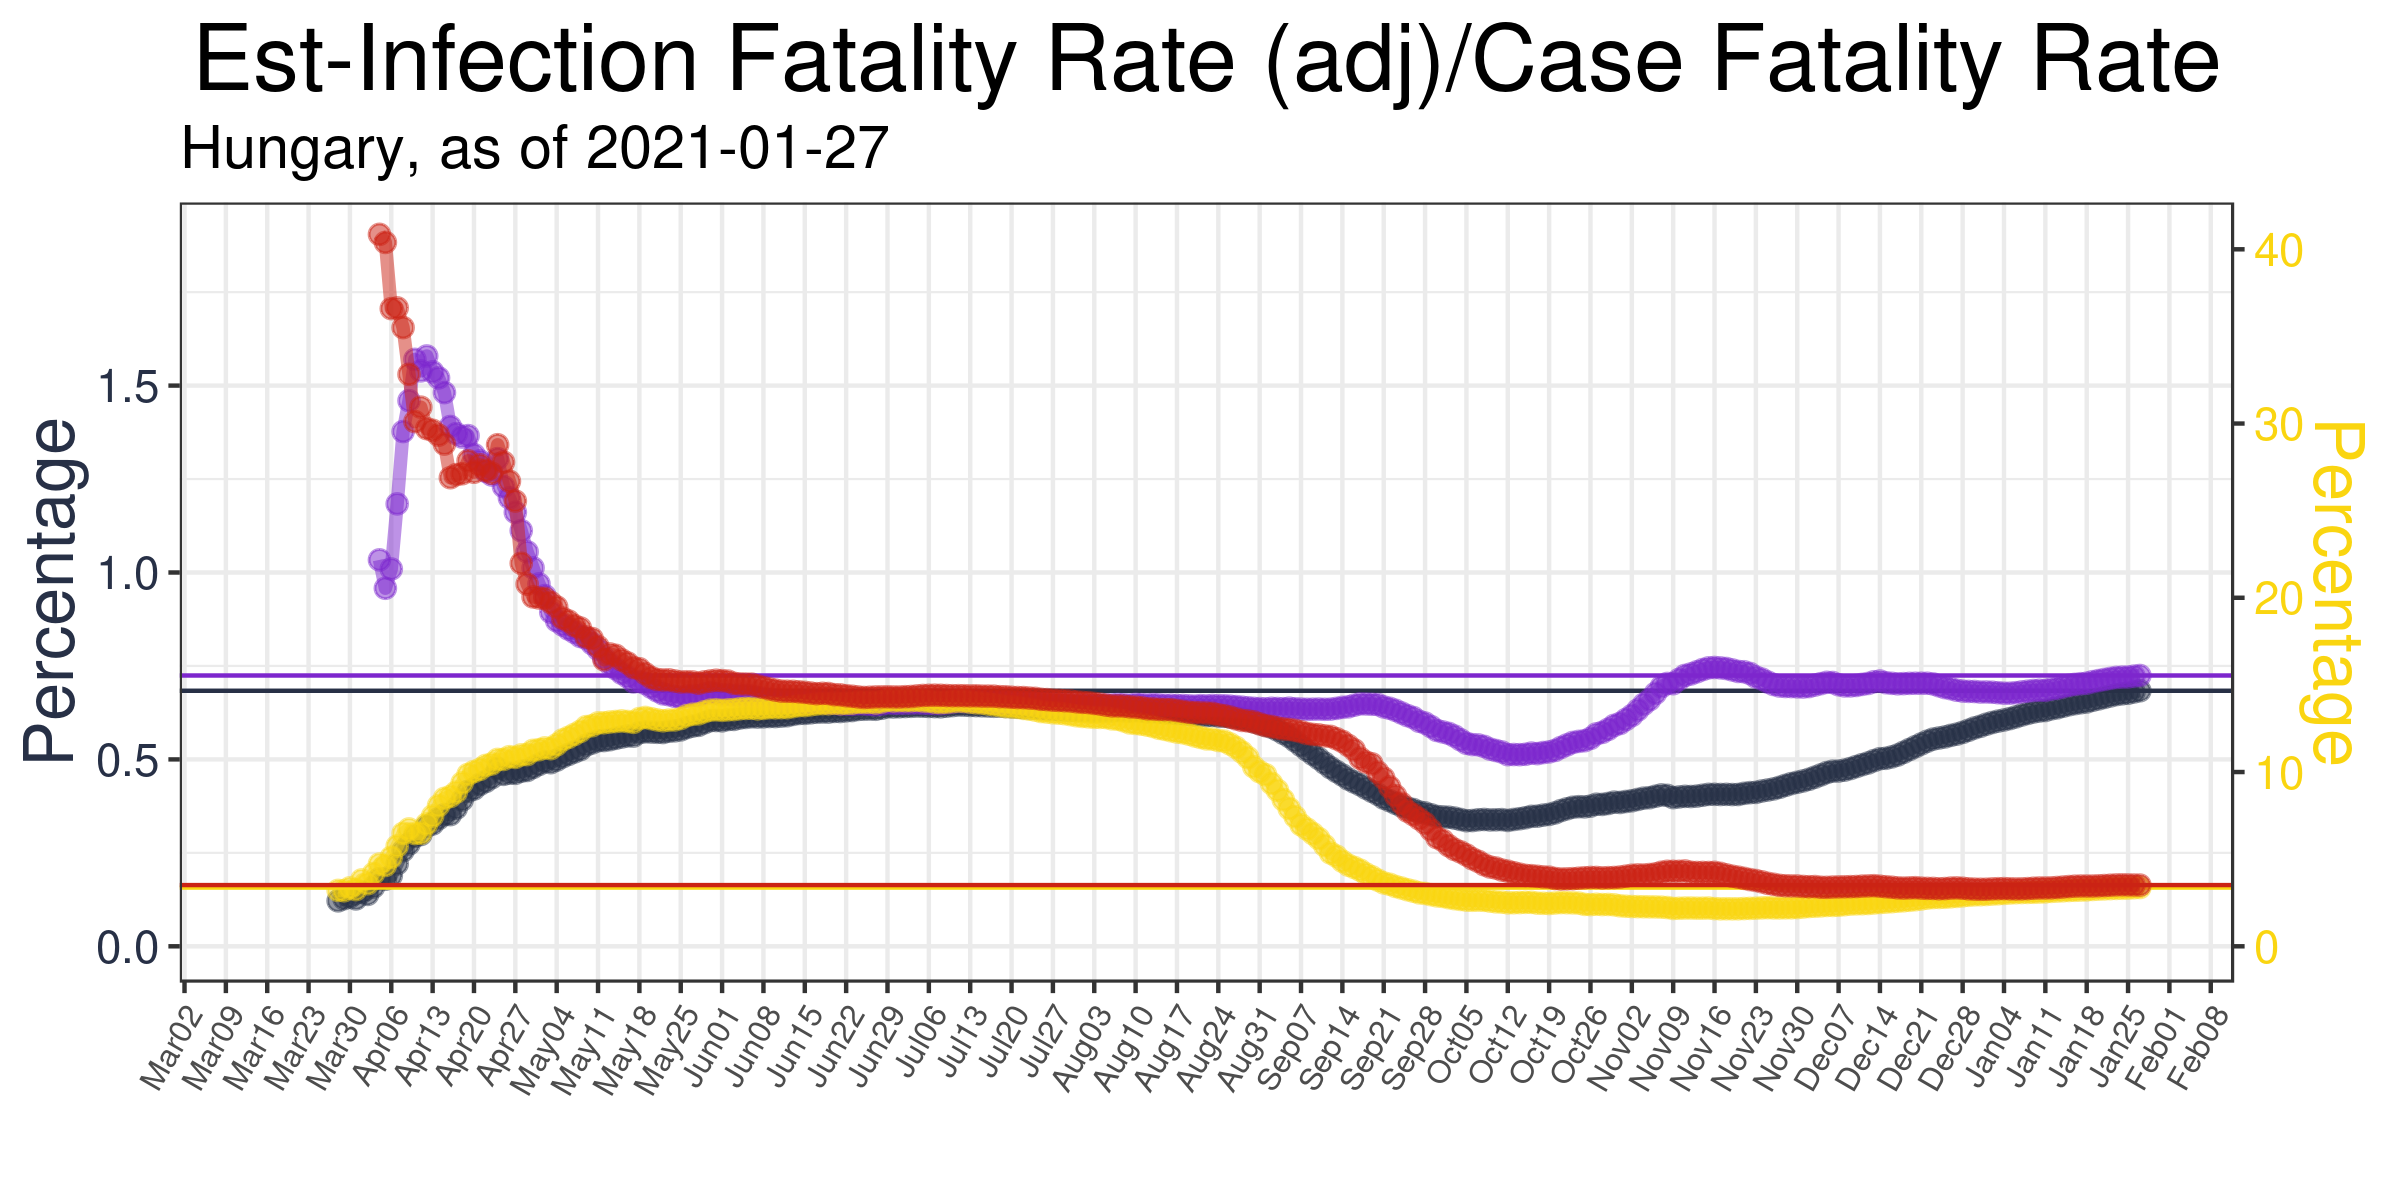 Est-Infection Fatality Rate (adj)/Case Fatality Rate
Hungary, as of 2021-01-27
Percentage
1.5
1.0
0.5
0.0
40
30
20
10
0
Percentage
Mar02
Mar09
Mar16
Mar23
Mar30
Apr06
Apr13
Apr20
Apr27
May04
May11
May18
May25
Jun01
Jun08
Jun15
Jun22
Jun29
Jul06
Jul13
Jul20
Jul27
Aug03
Aug10
Aug17
Aug24
Aug31
Sep07
Sep14
Sep21
Sep28
Oct05
Oct12
Oct19
Oct26
Nov02
Nov09
Nov16
Nov23
Nov30
Dec07
Dec14
Dec21
Dec28
Jan04
Jan11
Jan18
Jan25
Feb01
Feb08